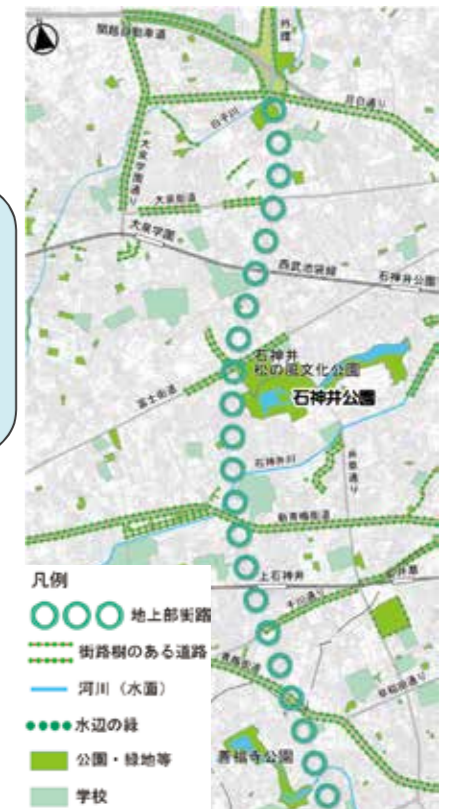 関越自動車道
外環
目白通り
白子川
大泉学園通り
大泉街道
大泉学園
西武池袋線
石神井公園
石神井
松の風文化公園
石神井公園
富士街道
石神井川
井草通り
新青梅街道
上石神井
千川通り
青梅街道
早稲田通り
善福寺公園
凡例
地上部街路
街路樹のある道路
河川（水面）
水辺の緑
公園・緑地等
学校